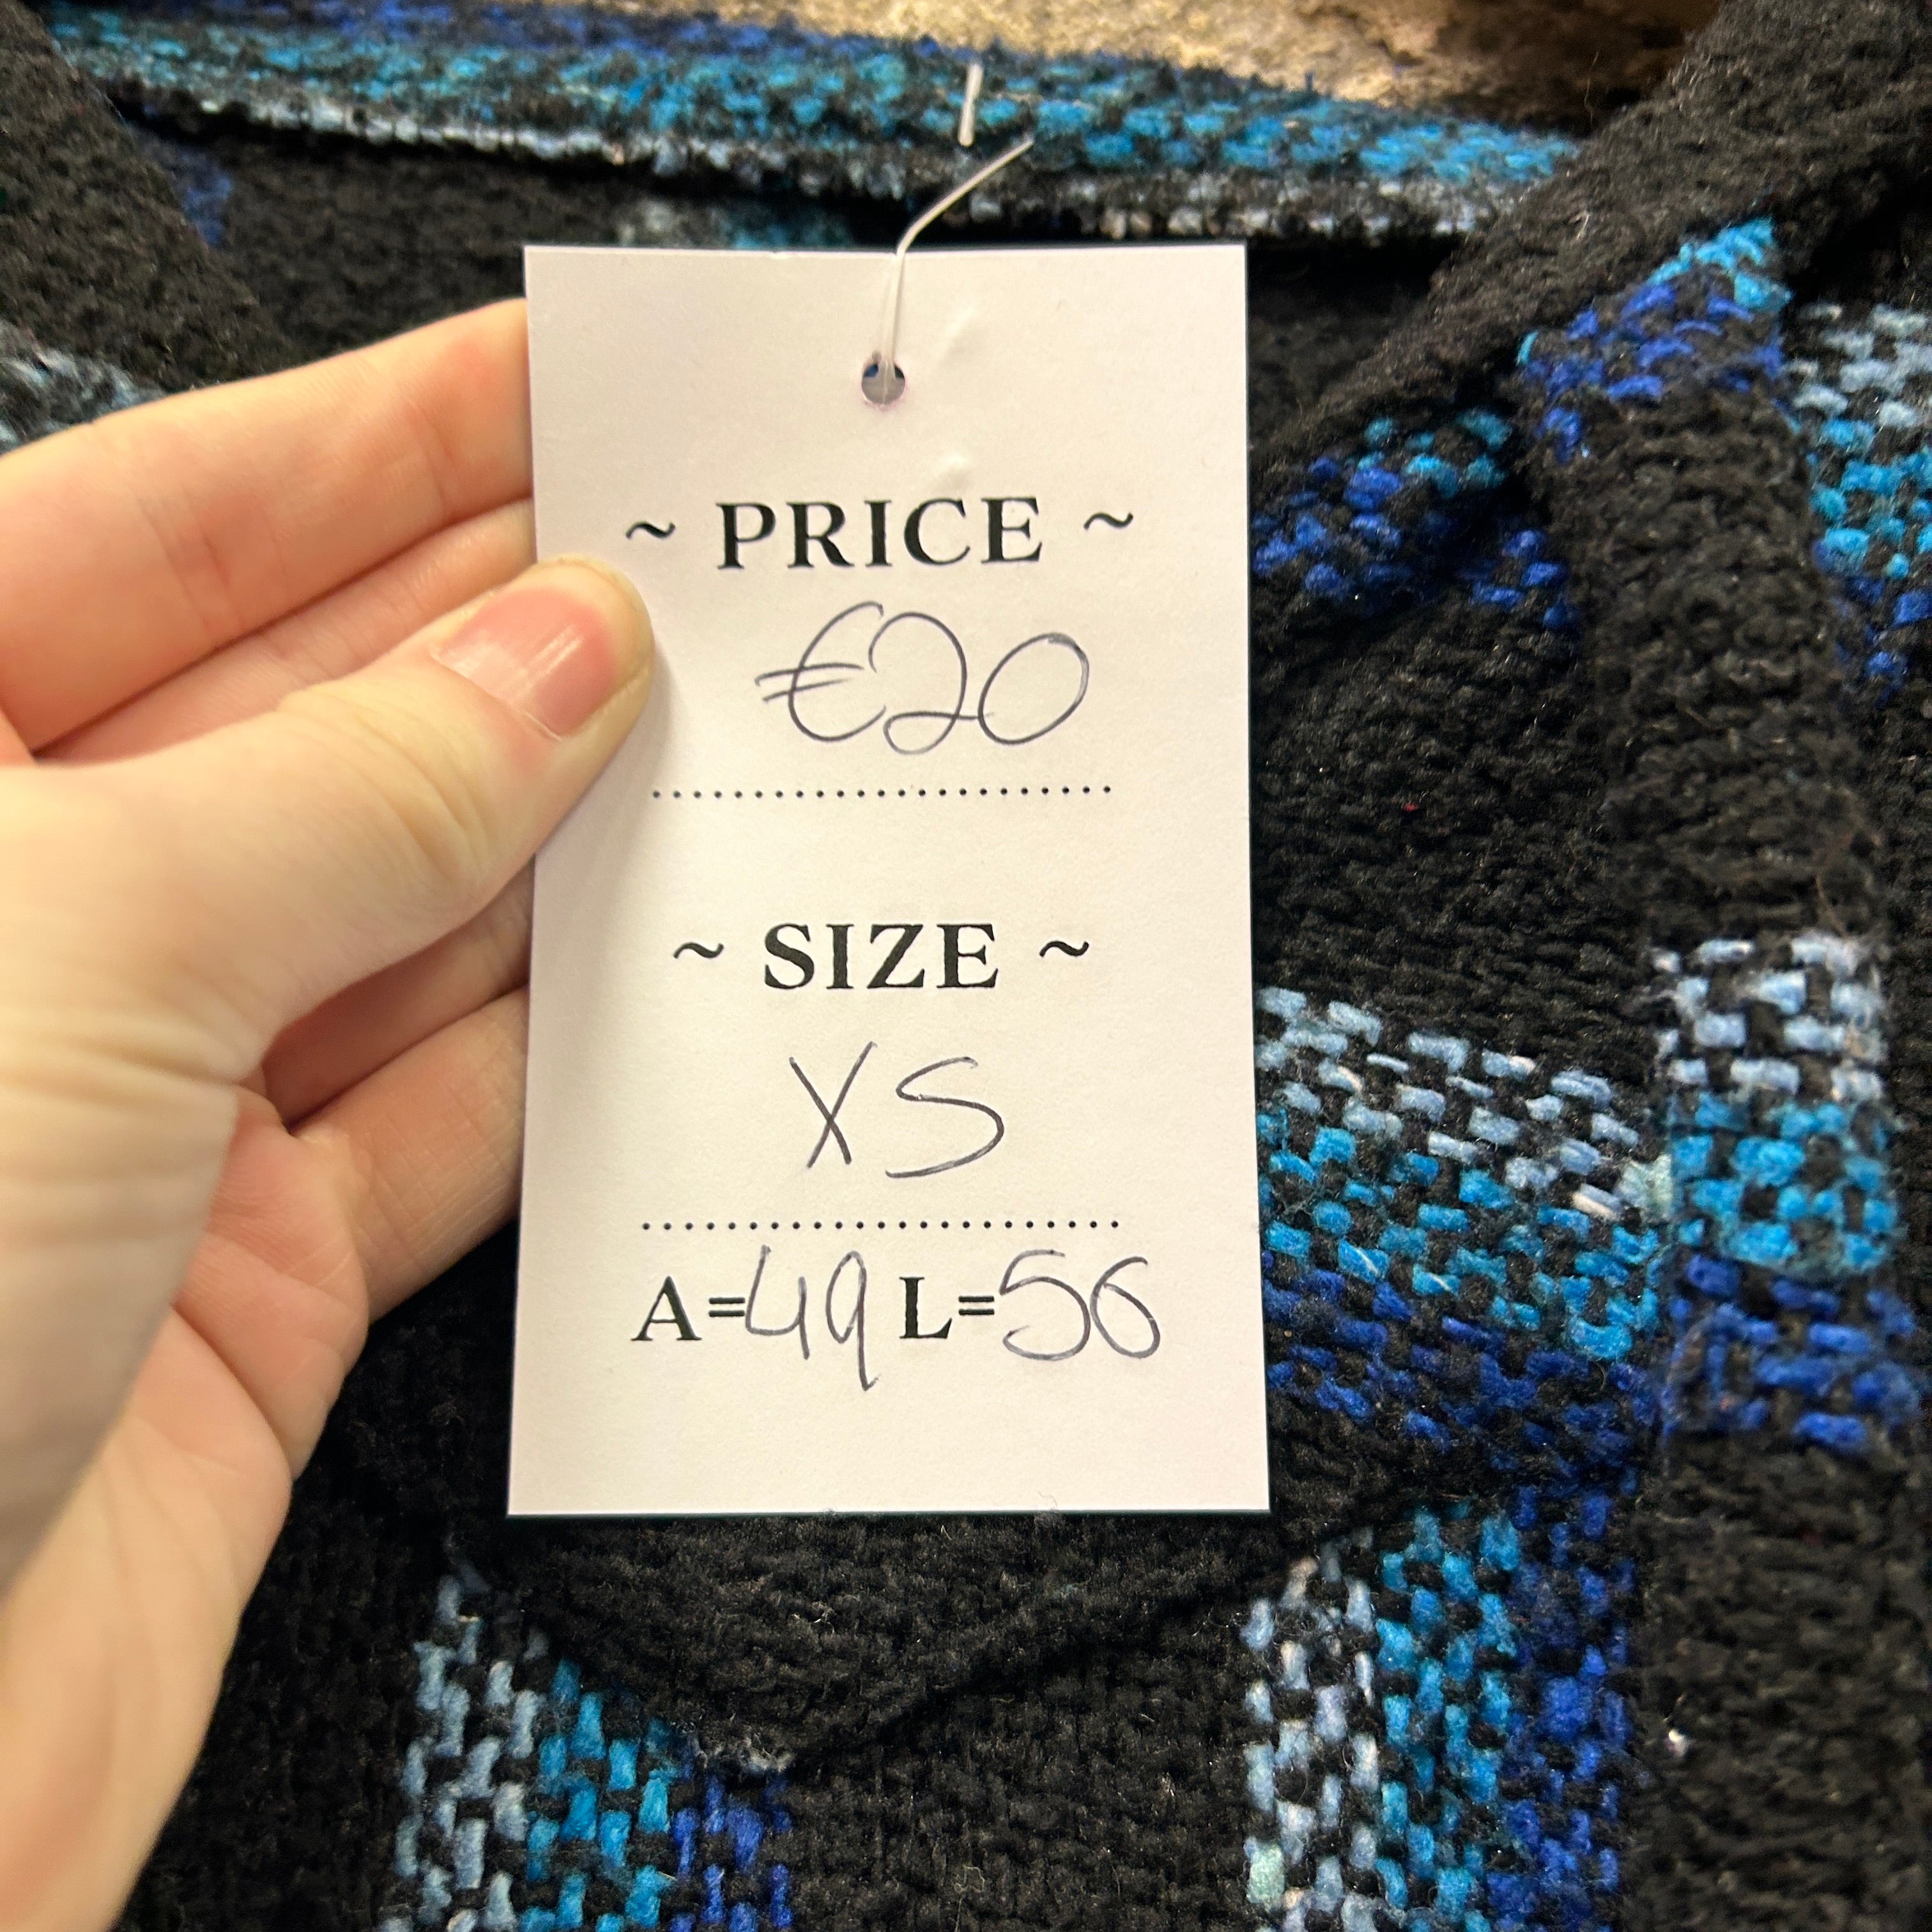 ~ PRICE ~
€20
~ SIZE ~
XS
A=49 L=56